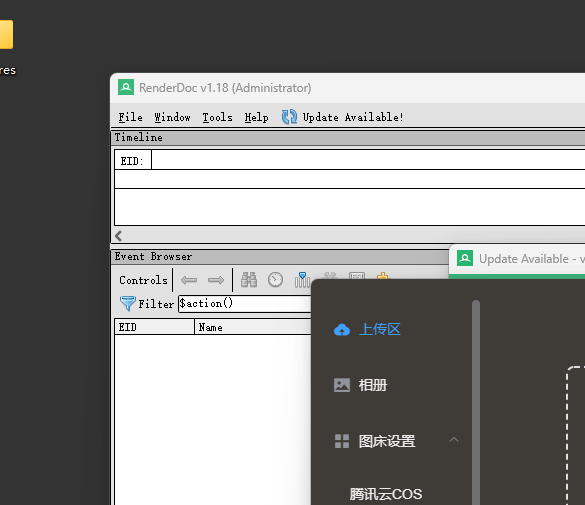 res
RenderDoc v1.18 (Administrator)
File Window Tools Help Update Available!
Timeline
EID:
Event Browser
Update Available - v
Controls
Filter $action()
EID Name
上传区
相册
图床设置
腾讯云COS